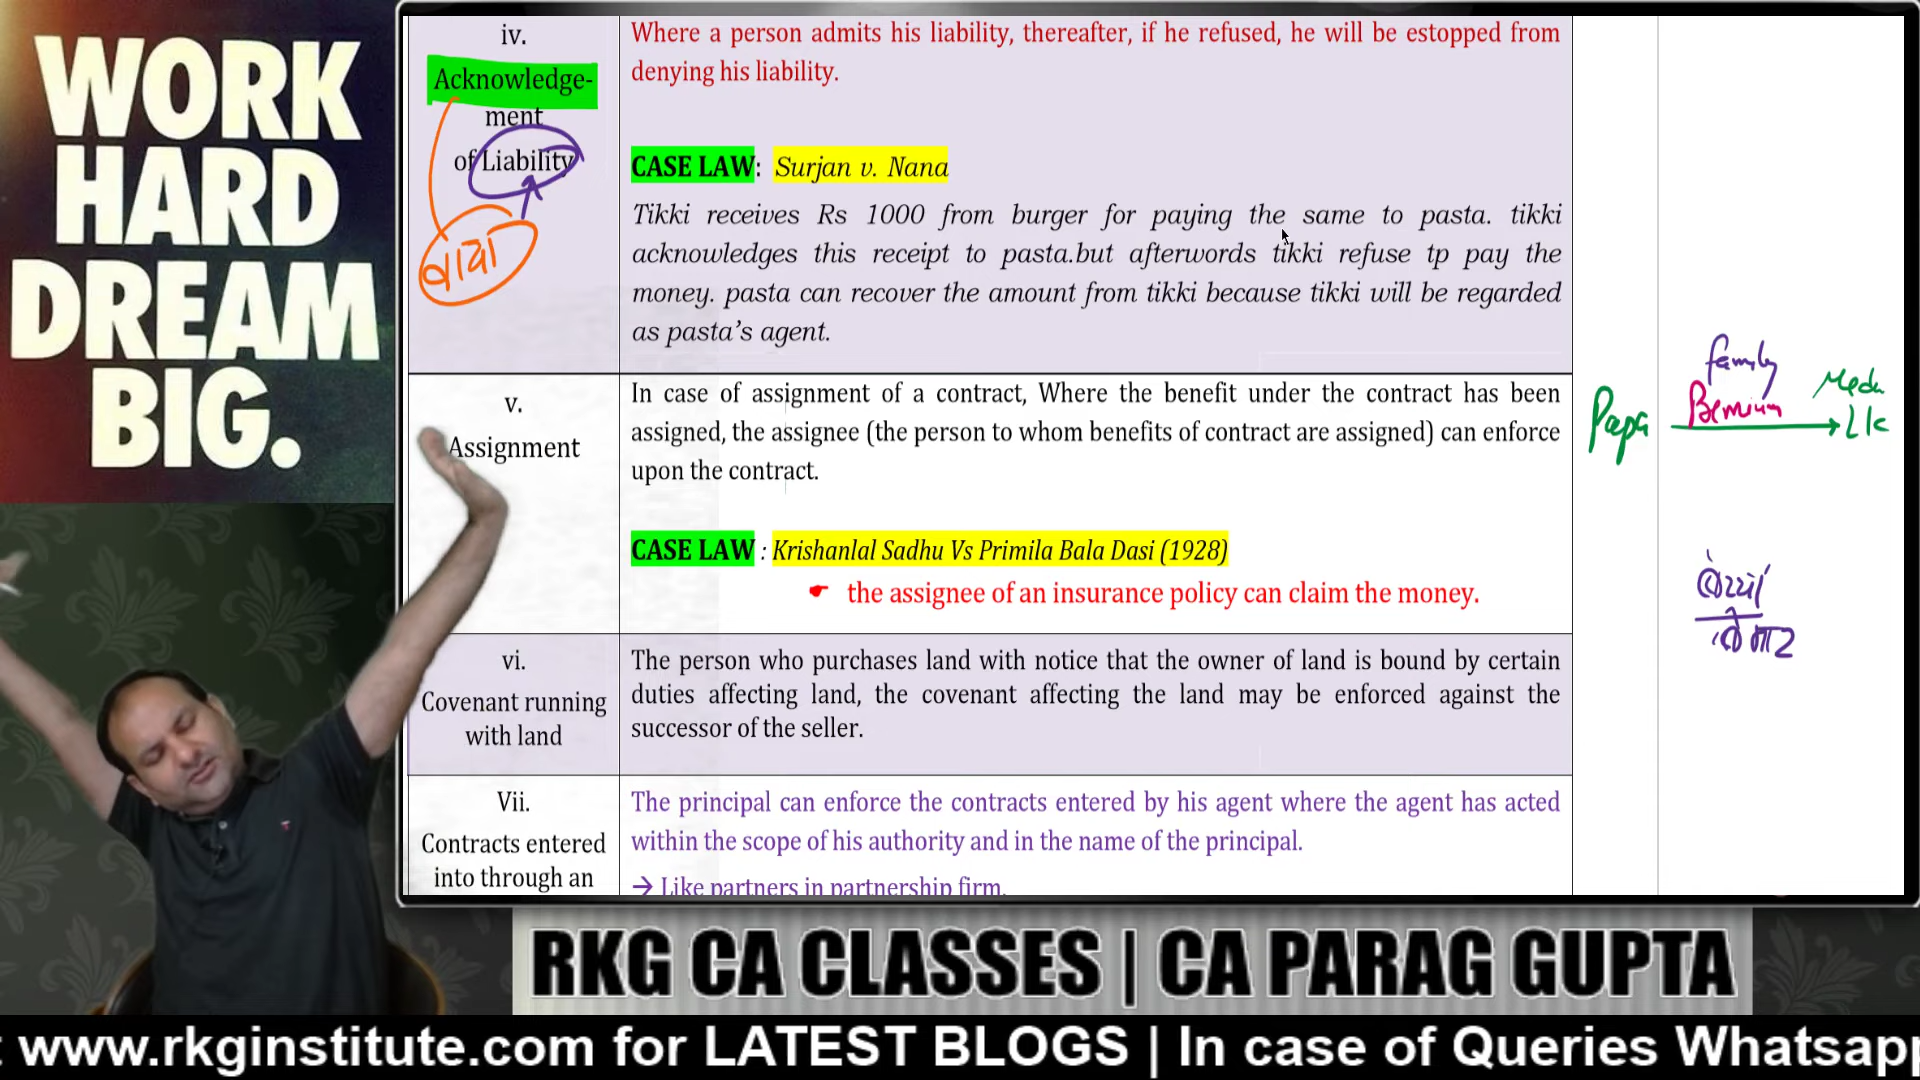 WORK
HARD
DREAM
BIG.
iv.
Acknowledge-
ment
of Liability
Where a person admits his liability, thereafter, if he refused, he will be estopped from
denying his liability.
CASE LAW: Surjan v. Nana
Tikki receives Rs 1000 from burger for paying the same to pasta. tikki
acknowledges this receipt to pasta.but afterwords tikki refuse tp pay the
money. pasta can recover the amount from tikki because tikki will be regarded
as pasta’s agent.
v.
Assignment
In case of assignment of a contract, Where the benefit under the contract has been
assigned, the assignee (the person to whom benefits of contract are assigned) can enforce
upon the contract.
CASE LAW : Krishanlal Sadhu Vs Primila Bala Dasi (1928)
☛ the assignee of an insurance policy can claim the money.
vi.
Covenant running
with land
The person who purchases land with notice that the owner of land is bound by certain
duties affecting land, the covenant affecting the land may be enforced against the
successor of the seller.
Vii.
Contracts entered
into through an
The principal can enforce the contracts entered by his agent where the agent has acted
within the scope of his authority and in the name of the principal.
→ Like partners in partnership firm.
family
Papa
RKG CA CLASSES | CA PARAG GUPTA
www.rkginstitute.com for LATEST BLOGS | In case of Queries Whatsapp